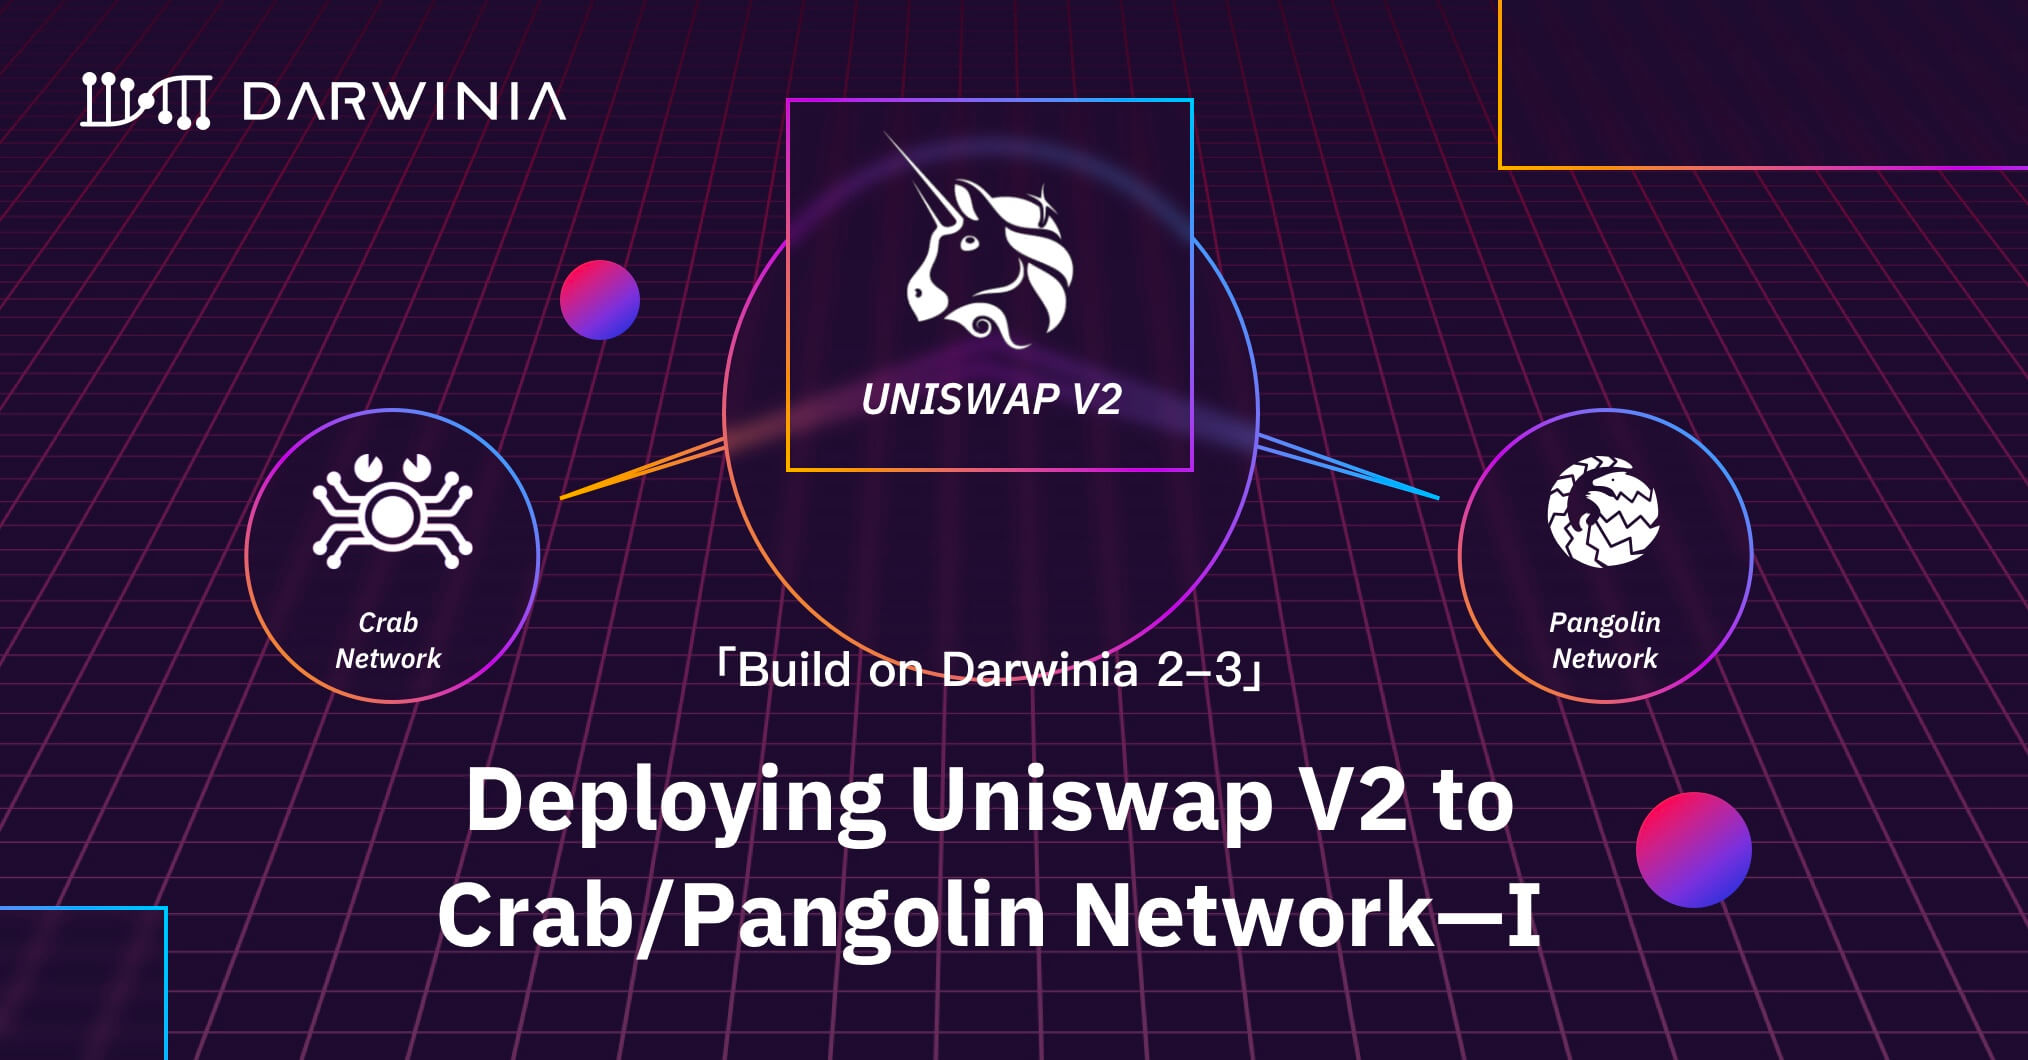 DARWINIA
UNISWAP V2
Crab
Network
Pangolin
Network
「Build on Darwinia 2–3」
Deploying Uniswap V2 to
Crab/Pangolin Network—I